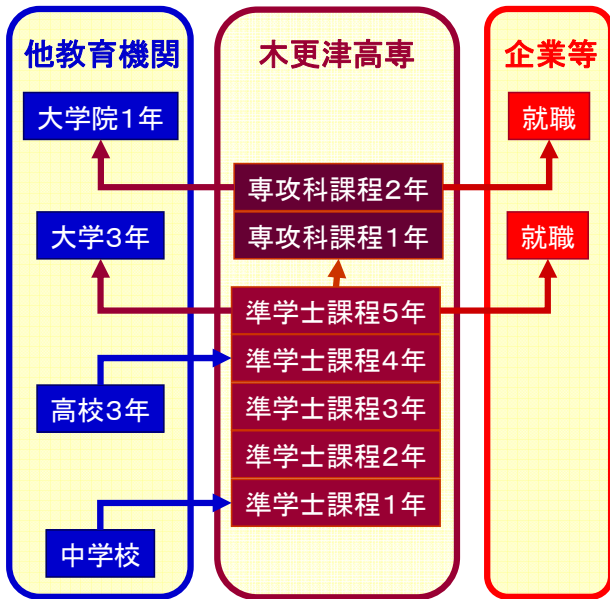 他教育機関
木更津高専
企業等
大学院1年
就職
専攻科課程2年
専攻科課程1年
大学3年
就職
準学士課程5年
準学士課程4年
準学士課程3年
高校3年
準学士課程2年
準学士課程1年
中学校